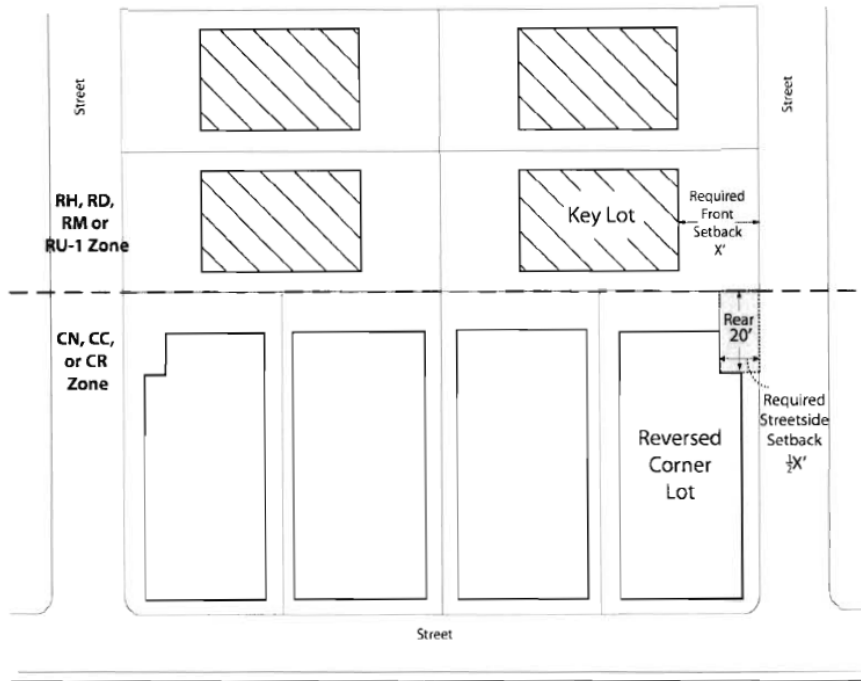 Street
Street
RH, RD,
RM or
RU-1 Zone
Key Lot
Required
Front
Setback
X'
CN, CC,
or CR
Zone
Rear
20'
Required
Streetside
Setback
½X'
Reversed
Corner
Lot
Street